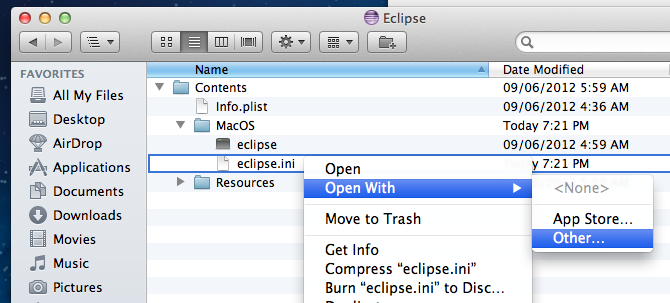 Eclipse
FAVORITES
All My Files
Desktop
AirDrop
Applications
Documents
Downloads
Movies
Music
Pictures
Name Date Modified
Contents 09/06/2012 5:59 AM
Info.plist 09/06/2012 4:36 AM
MacOS Today 7:21 PM
eclipse 09/06/2012 4:59 AM
eclipse.ini Today 7:21 PM
Resources
Open
Open With
Move to Trash
Get Info
Compress “eclipse.ini”
Burn “eclipse.ini” to Disc...
<None>
App Store...
Other...